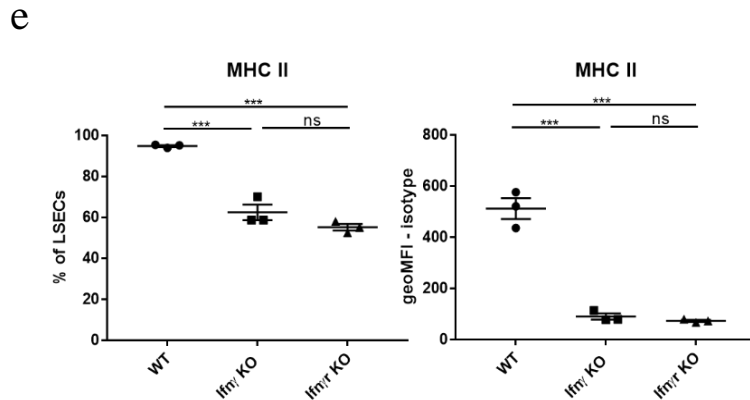 e
MHC II
***
***
ns
100
80
60
40
20
0
% of LSECs
WT
Ifnγ KO
Ifnγr KO
MHC II
***
***
ns
800
600
400
200
0
geoMFI - isotype
WT
Ifnγ KO
Ifnγr KO